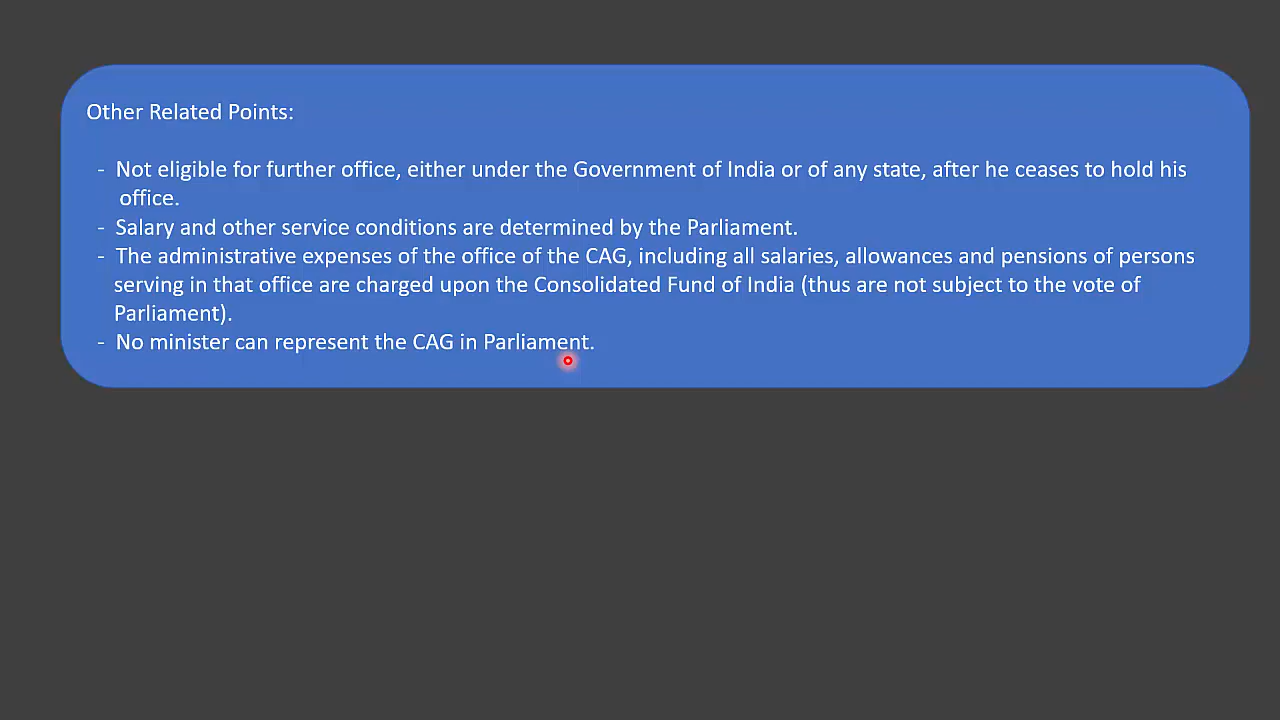 Other Related Points:
- Not eligible for further office, either under the Government of India or of any state, after he ceases to hold his
office.
- Salary and other service conditions are determined by the Parliament.
- The administrative expenses of the office of the CAG, including all salaries, allowances and pensions of persons
serving in that office are charged upon the Consolidated Fund of India (thus are not subject to the vote of
Parliament).
- No minister can represent the CAG in Parliament.